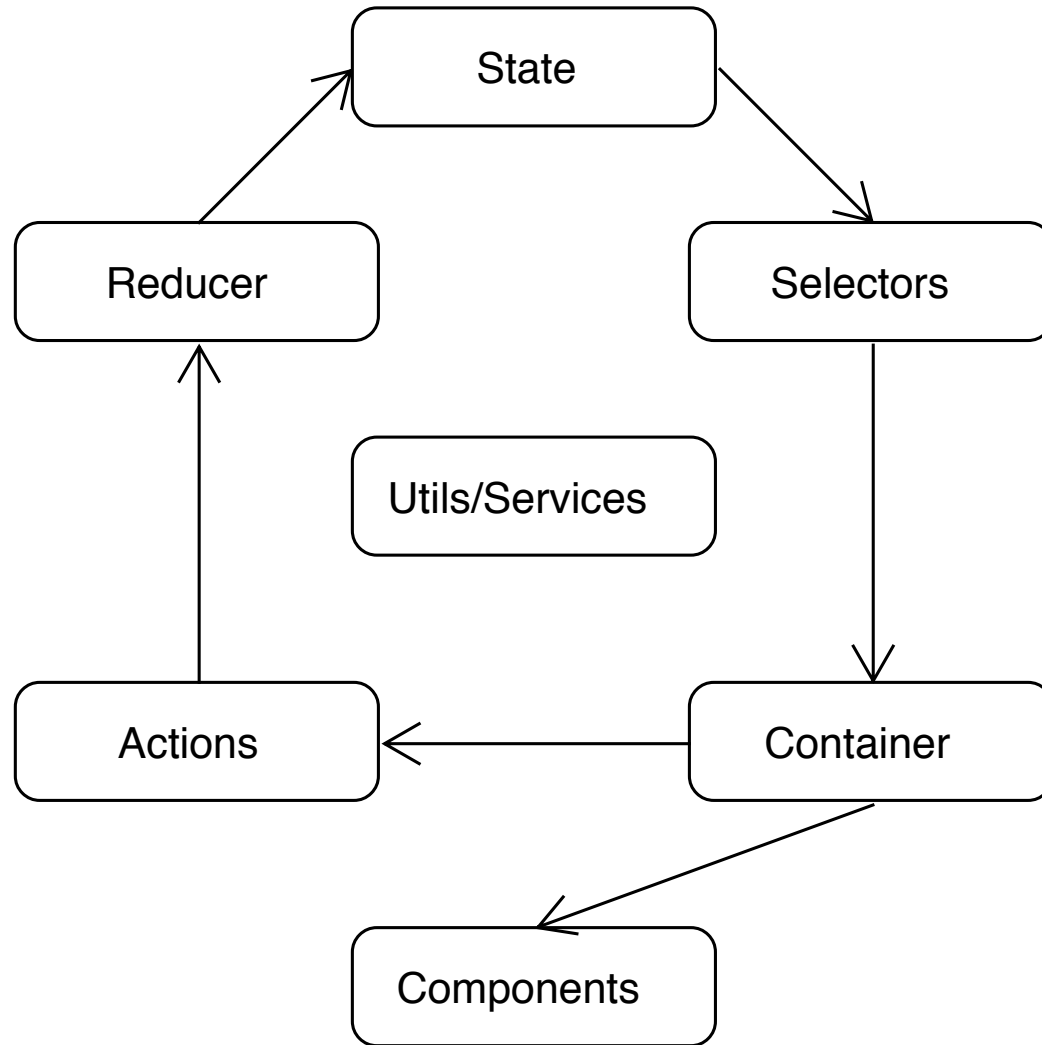 State
Reducer
Selectors
Utils/Services
Actions
Container
Components